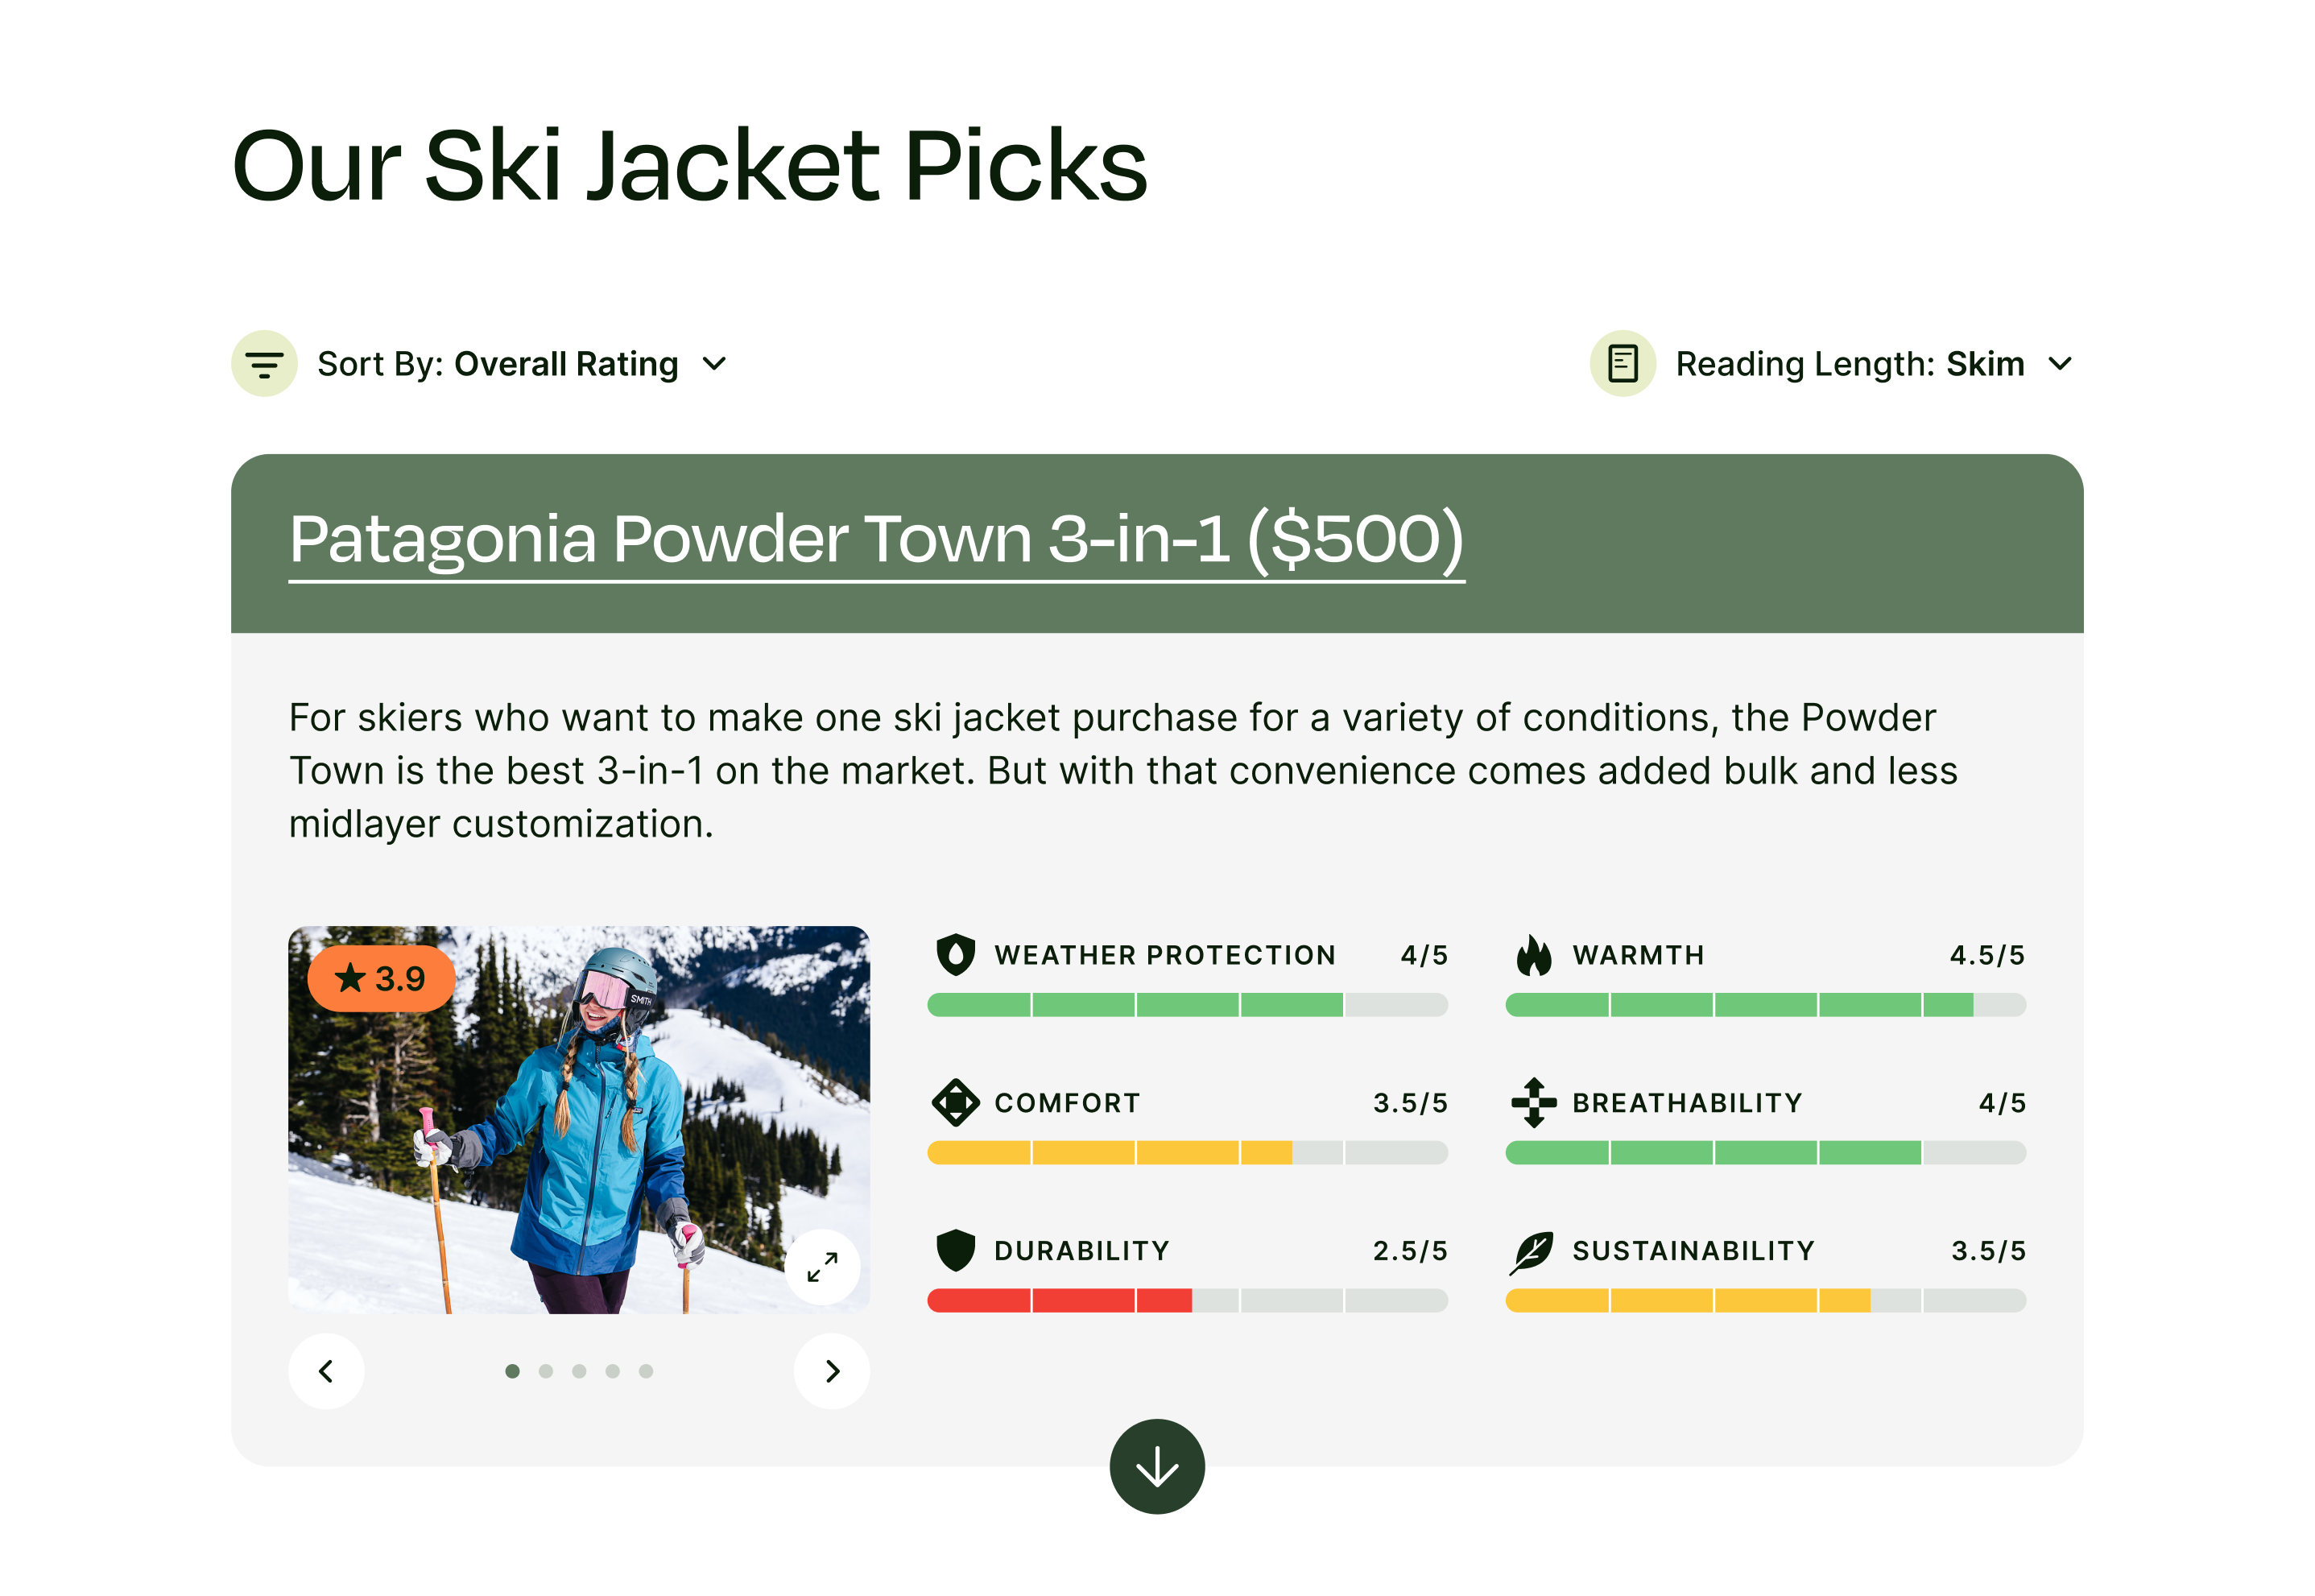 Our Ski Jacket Picks
Sort By: Overall Rating
Reading Length: Skim
Patagonia Powder Town 3-in-1 ($500)
For skiers who want to make one ski jacket purchase for a variety of conditions, the Powder
Town is the best 3-in-1 on the market. But with that convenience comes added bulk and less
midlayer customization.
3.9
SMITH
WEATHER PROTECTION 4/5
WARMTH 4.5/5
COMFORT 3.5/5
BREATHABILITY 4/5
DURABILITY 2.5/5
SUSTAINABILITY 3.5/5